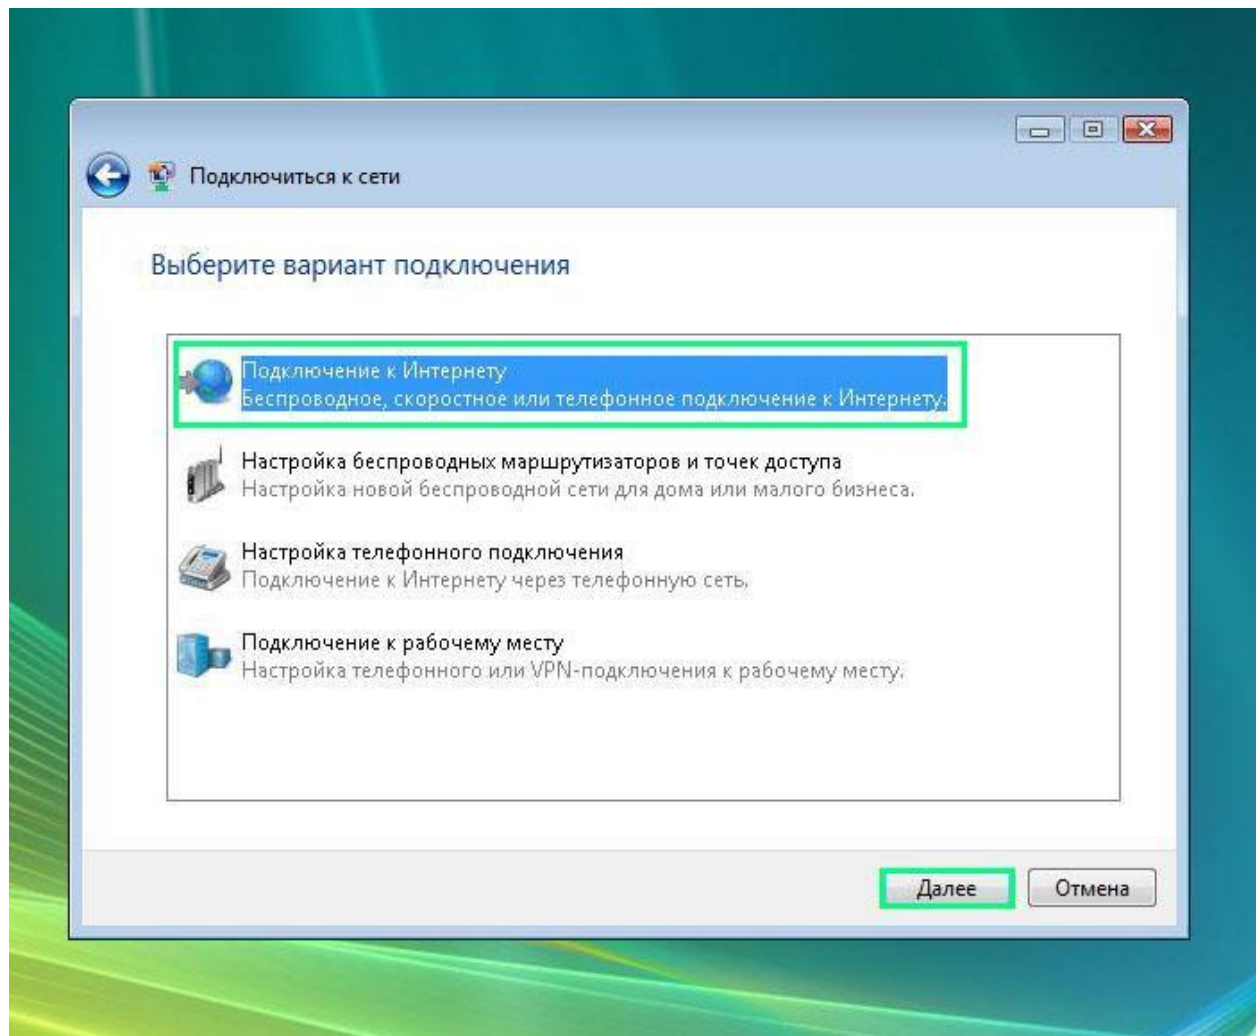 Подключиться к сети
Выберите вариант подключения
Подключение к Интернету
Беспроводное, скоростное или телефонное подключение к Интернету.
Настройка беспроводных маршрутизаторов и точек доступа
Настройка новой беспроводной сети для дома или малого бизнеса.
Настройка телефонного подключения
Подключение к Интернету через телефонную сеть.
Подключение к рабочему месту
Настройка телефонного или VPN-подключения к рабочему месту.
Далее
Отмена